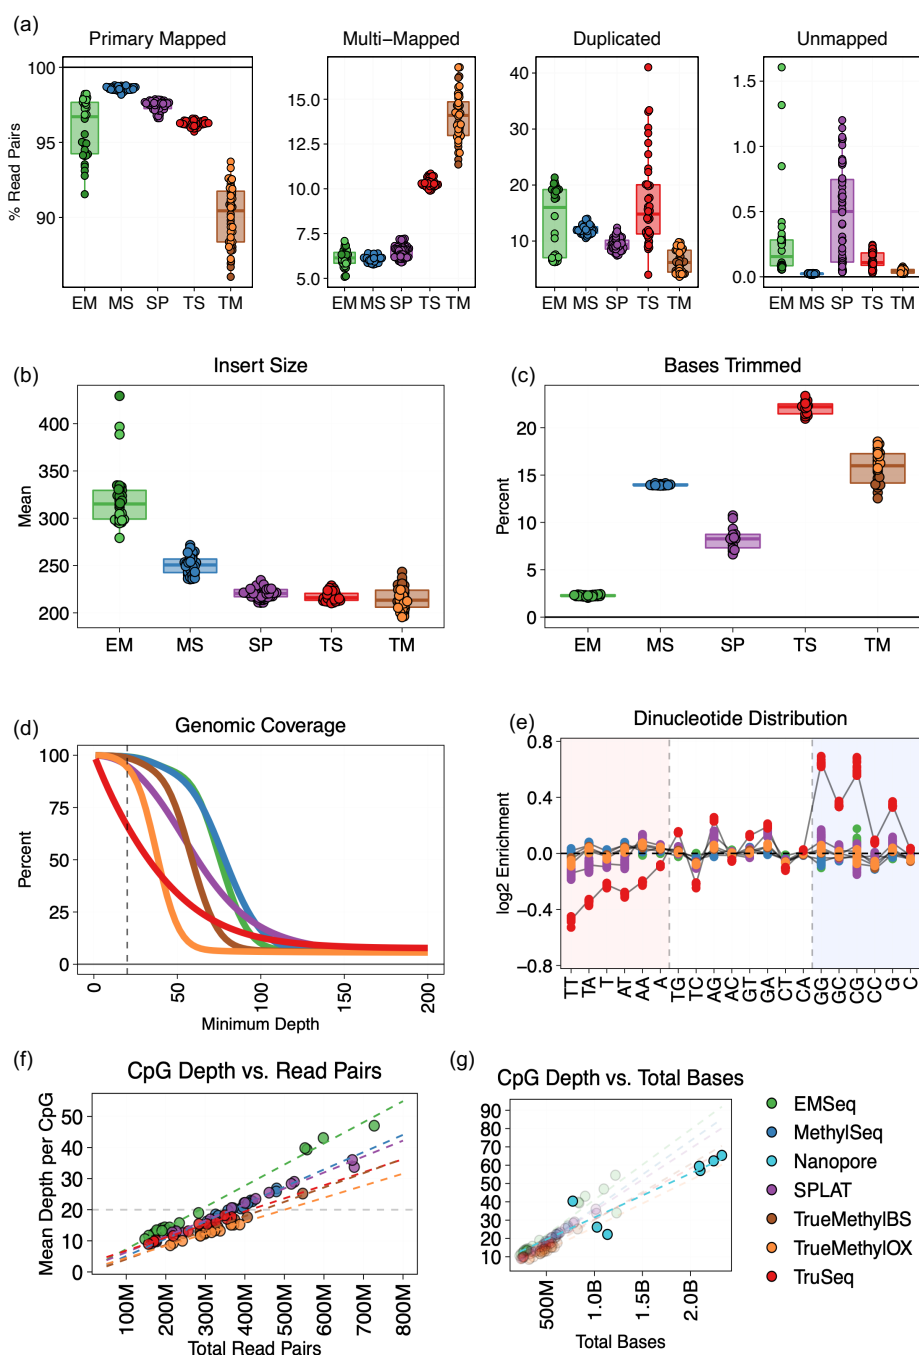 (a)
Primary Mapped
Multi−Mapped
Duplicated
Unmapped
% Read Pairs
100
95
90
EM MS SP TS TM
15.0
12.5
10.0
7.5
5.0
EM MS SP TS TM
40
30
20
10
EM MS SP TS TM
1.5
1.0
0.5
0.0
EM MS SP TS TM
(b)
Insert Size
Mean
400
350
300
250
200
EM MS SP TS TM
(c)
Bases Trimmed
Percent
20
15
10
5
0
EM MS SP TS TM
(d)
Genomic Coverage
Percent
100
75
50
25
0
0 50 100 150 200
Minimum Depth
(e)
Dinucleotide Distribution
log2 Enrichment
0.8
0.4
0.0
−0.4
−0.8
TT TA T AT AA A TG TC AG AC GT GA CT CA GG GC CG CC G C
(f)
CpG Depth vs. Read Pairs
Mean Depth per CpG
50
40
30
20
10
0
100M 200M 300M 400M 500M 600M 700M 800M
Total Read Pairs
(g)
CpG Depth vs. Total Bases
90
80
70
60
50
40
30
20
10
500M 1.0B 1.5B 2.0B
Total Bases
EMSeq
MethylSeq
Nanopore
SPLAT
TrueMethylBS
TrueMethylOX
TruSeq